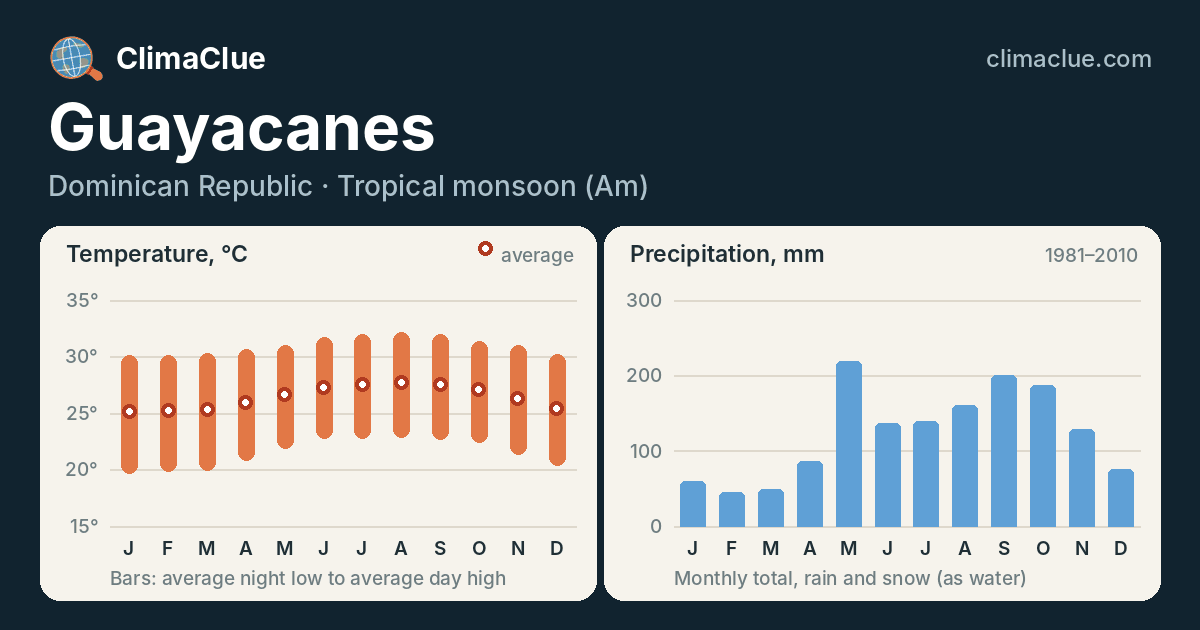 ClimaClue
climaclue.com
Guayacanes
Dominican Republic · Tropical monsoon (Am)
Temperature, °C
average
35°
30°
25°
20°
15°
J F M A M J J A S O N D
Bars: average night low to average day high
Precipitation, mm
1981–2010
300
200
100
0
J F M A M J J A S O N D
Monthly total, rain and snow (as water)